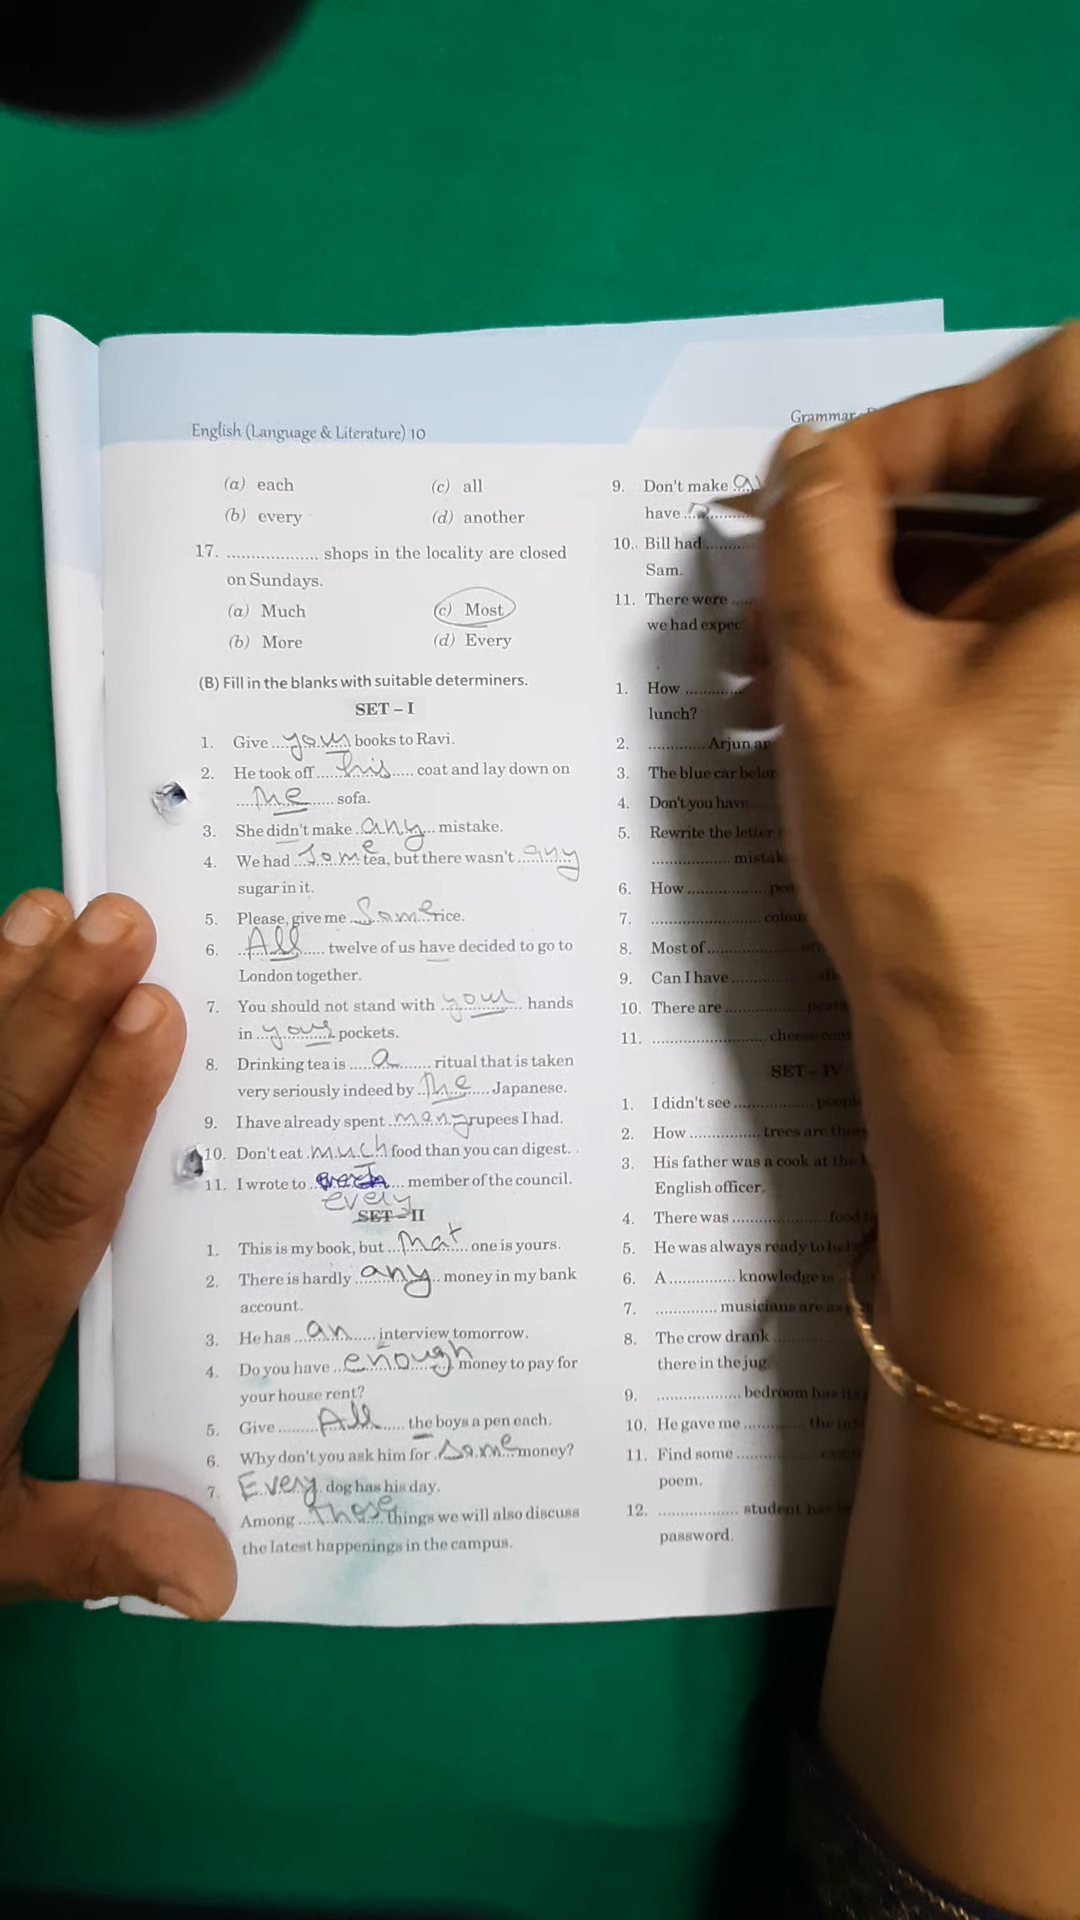 English (Language & Literature) 10
(a) each (c) all
(b) every (d) another
17. .................. shops in the locality are closed
on Sundays.
(a) Much (c) Most
(b) More (d) Every
(B) Fill in the blanks with suitable determiners.
SET – I
1. Give ....your books to Ravi.
2. He took off ......this...... coat and lay down on
....the...... sofa.
3. She didn't make .any... mistake.
4. We had .Some tea, but there wasn't ...any
sugar in it.
5. Please, give me .Some rice.
6. ..All...... twelve of us have decided to go to
London together.
7. You should not stand with your hands
in ...your pockets.
8. Drinking tea is .....a....... ritual that is taken
very seriously indeed by .the..... Japanese.
9. I have already spent .many rupees I had.
10. Don't eat .much food than you can digest.
11. I wrote to .......... member of the council.
every
SET – II
1. This is my book, but ...that.... one is yours.
2. There is hardly .any.. money in my bank
account.
3. He has ...an...... interview tomorrow.
4. Do you have ..enough money to pay for
your house rent?
5. Give .........All...... the boys a pen each.
6. Why don't you ask him for .some money?
7. Every. dog has his day.
Among ....those things we will also discuss
the latest happenings in the campus.
Grammar
9. Don't make
have
10. Bill had
Sam.
11. There were
we had
1. How
lunch?
2. ............ Arjun
3. The blue car
4. Don't you have
5. Rewrite the letter
................
6. How
7. ......................
8. Most of
9. Can I have
10. There are
11. ....................... cheese
SET – IV
1. I didn't see ................ people
2. How ............... trees are
3. His father was a cook at the
English officer.
4. There was ................... food
5. He was always ready to
6. A .............. knowledge is
7. ............. musicians are
8. The crow drank
there in the jug.
9. .................. bedroom has
10. He gave me ............. the
11. Find some
poem.
12. ................. student has
password.